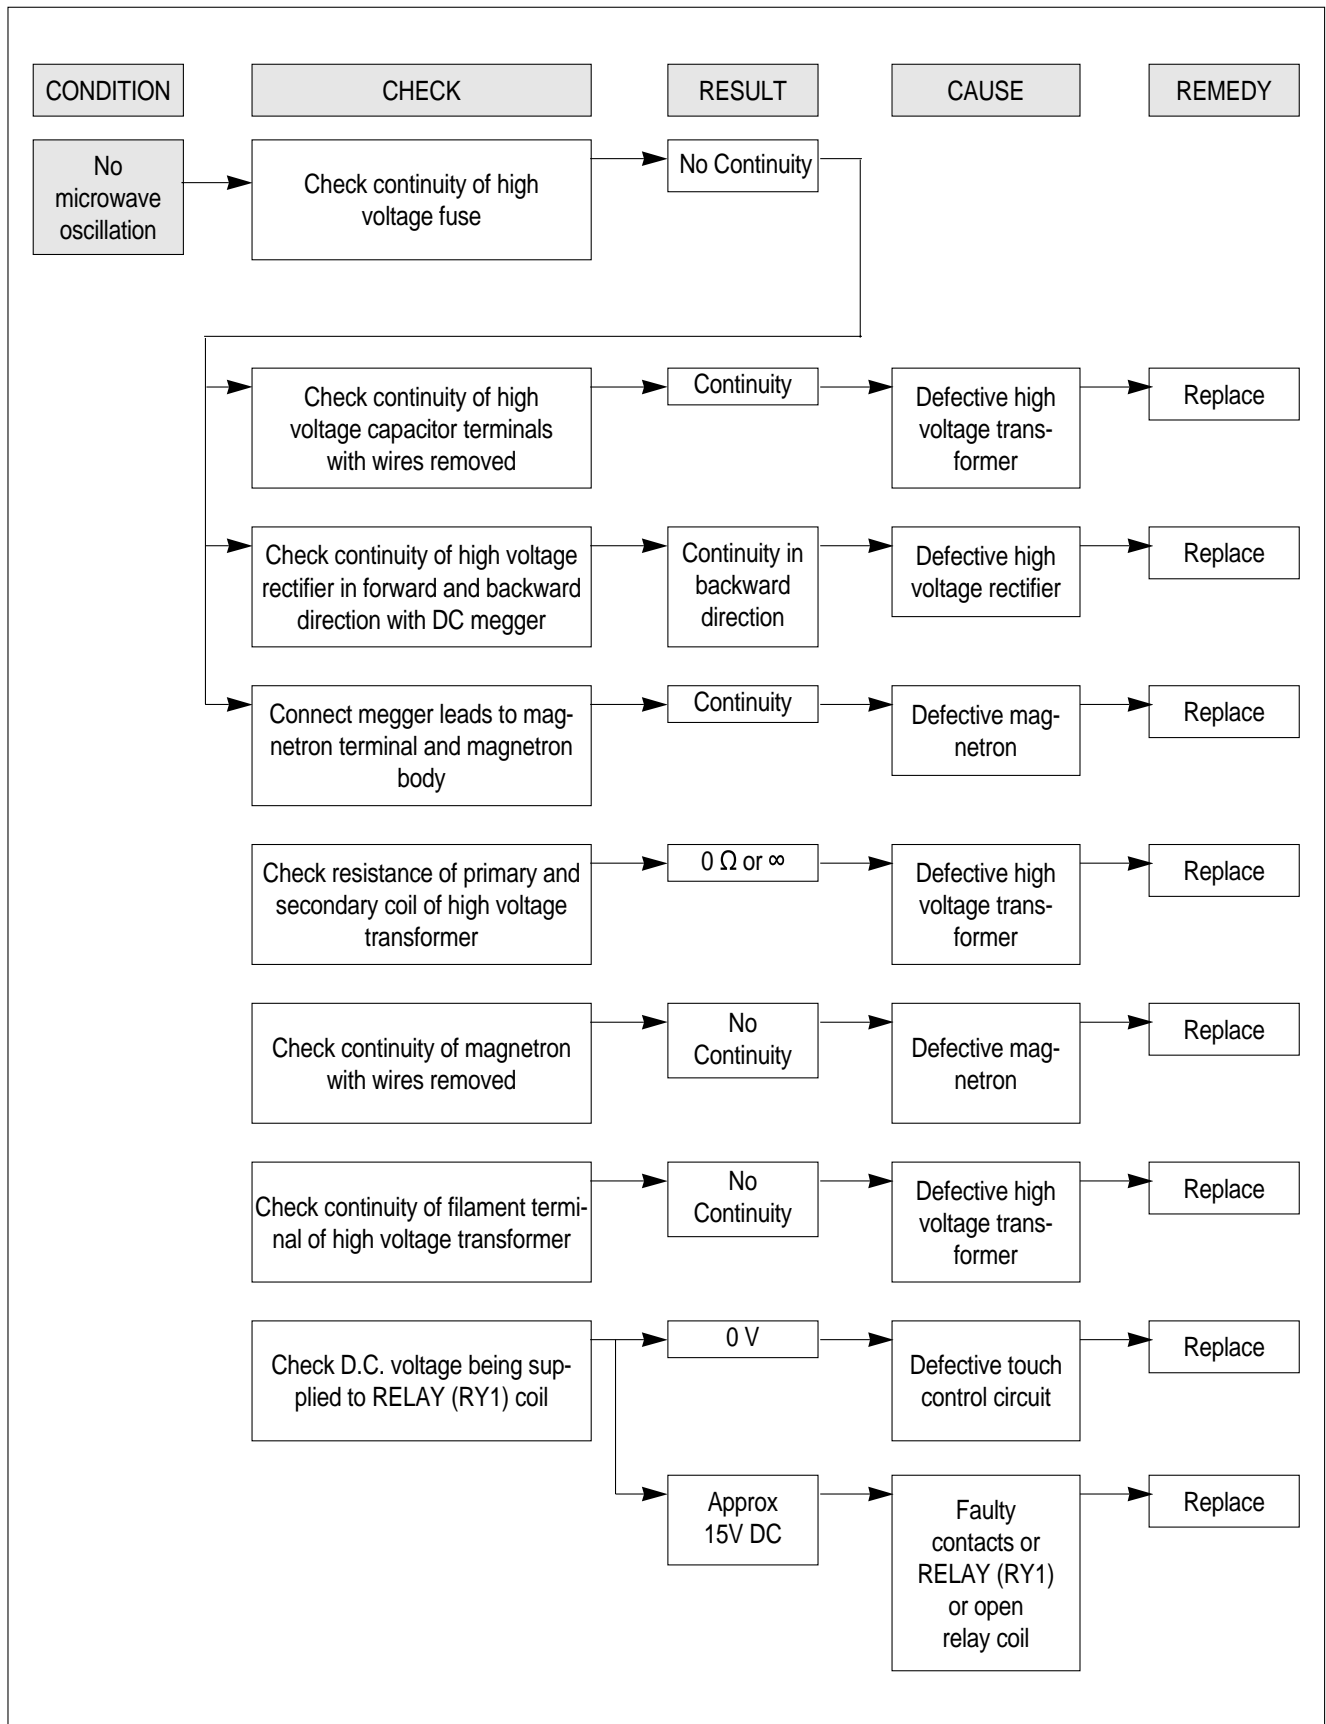 CONDITION CHECK RESULT CAUSE REMEDY
No
microwave
oscillation
Check continuity of high
voltage fuse
No Continuity
Check continuity of high
voltage capacitor terminals
with wires removed
Continuity
Defective high
voltage trans-
former
Replace
Check continuity of high voltage
rectifier in forward and backward
direction with DC megger
Continuity in
backward
direction
Defective high
voltage rectifier
Replace
Connect megger leads to mag-
netron terminal and magnetron
body
Continuity
Defective mag-
netron
Replace
Check resistance of primary and
secondary coil of high voltage
transformer
0 Ω or ∞
Defective high
voltage trans-
former
Replace
Check continuity of magnetron
with wires removed
No
Continuity
Defective mag-
netron
Replace
Check continuity of filament termi-
nal of high voltage transformer
No
Continuity
Defective high
voltage trans-
former
Replace
Check D.C. voltage being sup-
plied to RELAY (RY1) coil
0 V
Defective touch
control circuit
Replace
Approx
15V DC
Faulty
contacts or
RELAY (RY1)
or open
relay coil
Replace